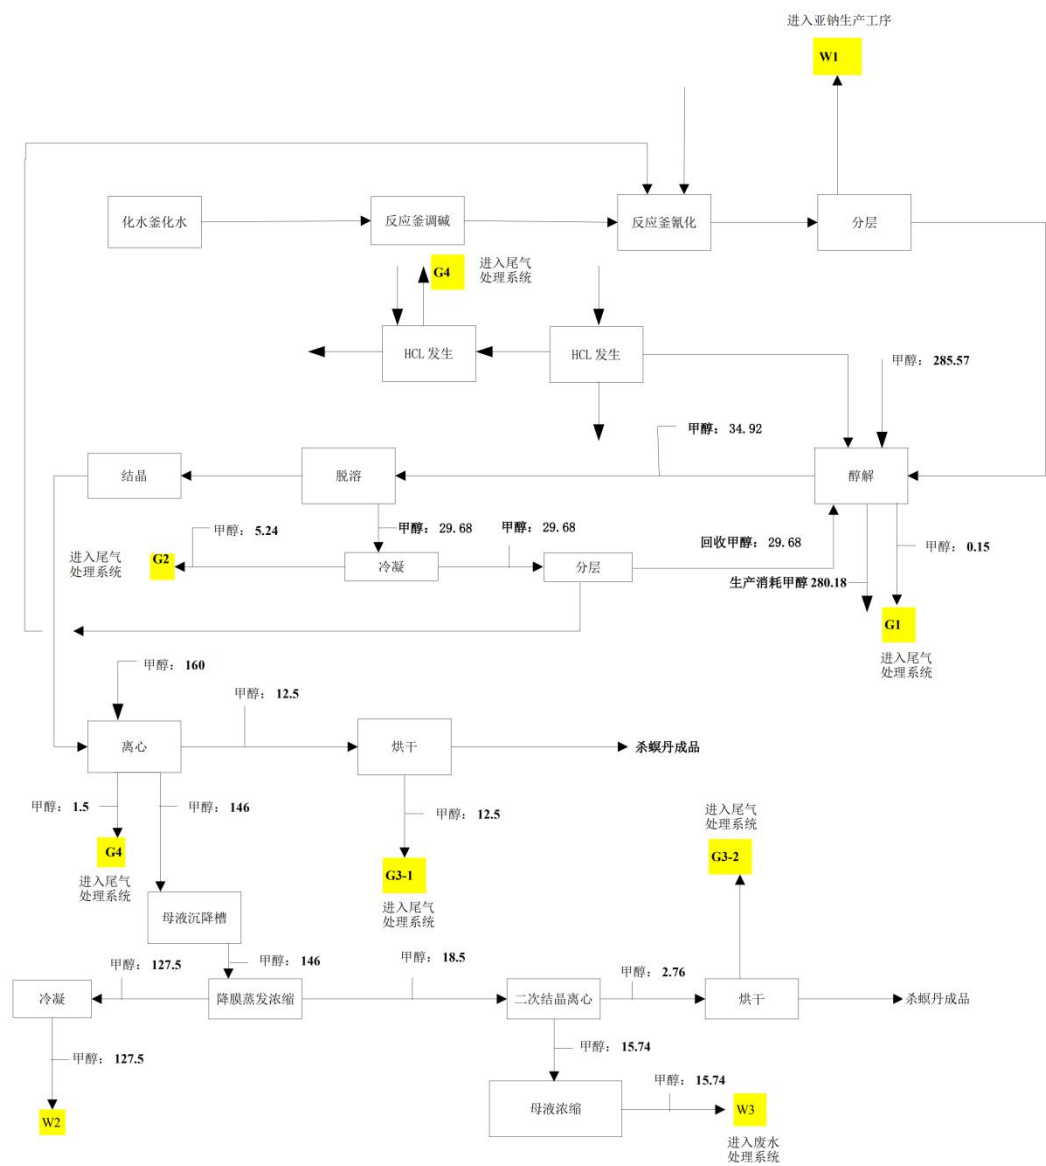 进入亚钠生产工序
W1
化水釜化水
反应釜调碱
反应釜氰化
分层
G4
进入尾气
处理系统
HCL 发生
HCL 发生
甲醇： 285.57
甲醇： 34.92
结晶
脱溶
醇解
甲醇： 5.24
甲醇： 29.68
甲醇： 29.68
回收甲醇：29.68
甲醇： 0.15
进入尾气
处理系统
G2
冷凝
分层
生产消耗甲醇 280.18
G1
进入尾气
处理系统
甲醇： 160
甲醇： 12.5
离心
烘干
杀螟丹成品
甲醇：1.5
甲醇： 146
甲醇： 12.5
进入尾气
处理系统
G4
进入尾气
处理系统
G3-1
进入尾气
处理系统
G3-2
母液沉降槽
甲醇： 127.5
甲醇： 146
甲醇： 18.5
甲醇： 2.76
冷凝
降膜蒸发浓缩
二次结晶离心
烘干
杀螟丹成品
甲醇： 127.5
甲醇： 15.74
甲醇： 15.74
W2
母液浓缩
W3
进入废水
处理系统